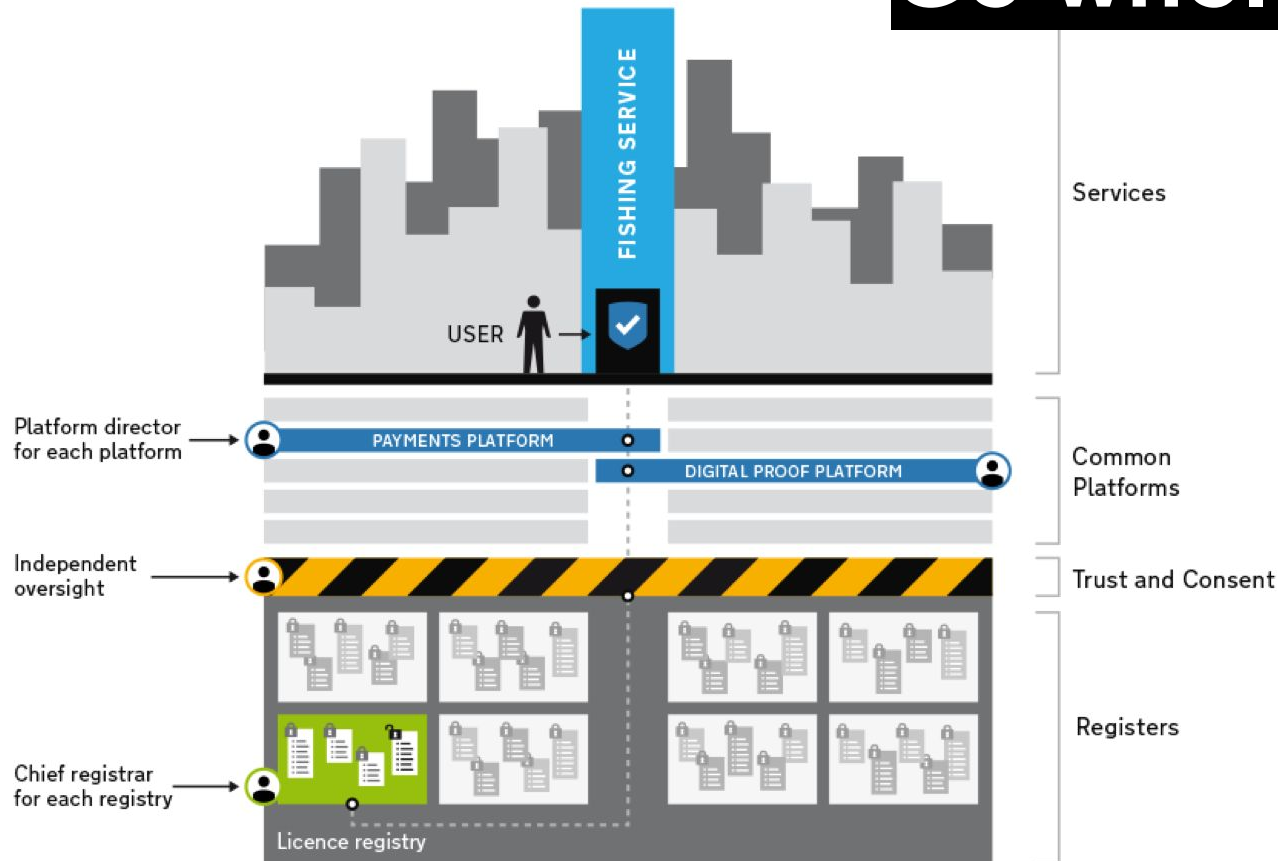 FISHING SERVICE
Services
USER
Platform director
for each platform
PAYMENTS PLATFORM
DIGITAL PROOF PLATFORM
Common
Platforms
Independent
oversight
Trust and Consent
Registers
Chief registrar
for each registry
Licence registry